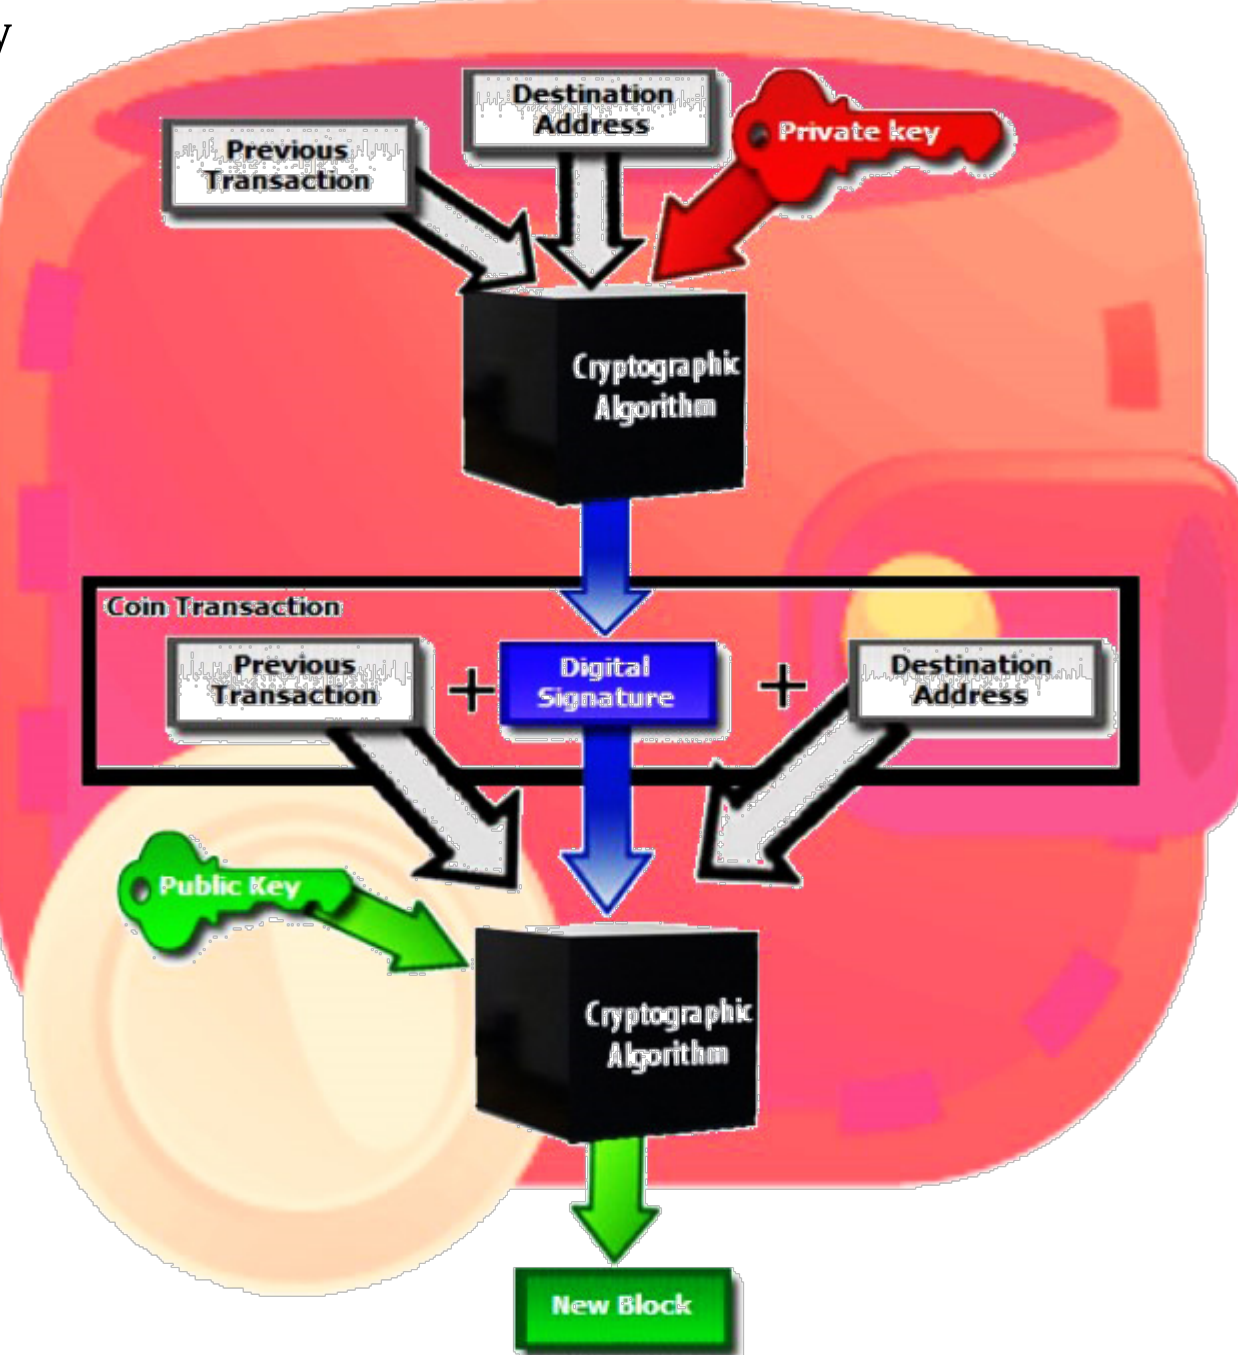 y
Destination
Address
Private key
Previous
Transaction
Cryptographic
Algorithm
Coin Transaction
Previous
Transaction
+
Digital
Signature
+
Destination
Address
Public Key
Cryptographic
Algorithm
New Block